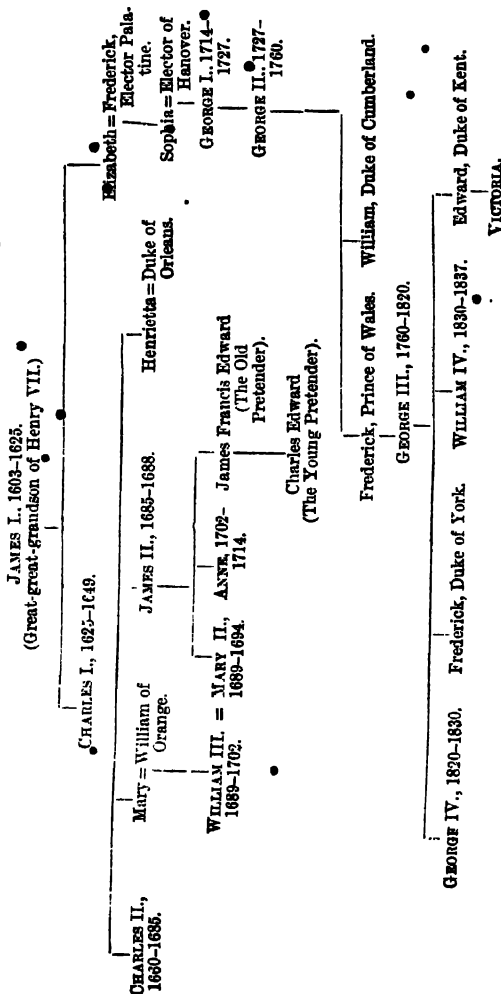 JAMES I., 1603-1625.
(Great-great-grandson of Henry VII.)
CHARLES I., 1625-1649.
Elizabeth = Frederick,
Elector Pala-
tine.
Sophia = Elector of
Hanover.
GEORGE I., 1714-
1727.
GEORGE II., 1727-
1760.
CHARLES II.,
1660-1685.
Mary = William of
Orange.
JAMES II., 1685-1688.
Henrietta = Duke of
Orleans.
WILLIAM III. = MARY II.,
1689-1702. 1689-1694.
ANNE, 1702-
1714.
James Francis Edward
(The Old
Pretender).
Charles Edward
(The Young Pretender).
Frederick, Prince of Wales. William, Duke of Cumberland.
GEORGE III., 1760-1820.
GEORGE IV., 1820-1830. Frederick, Duke of York. WILLIAM IV., 1830-1837. Edward, Duke of Kent.
VICTORIA.